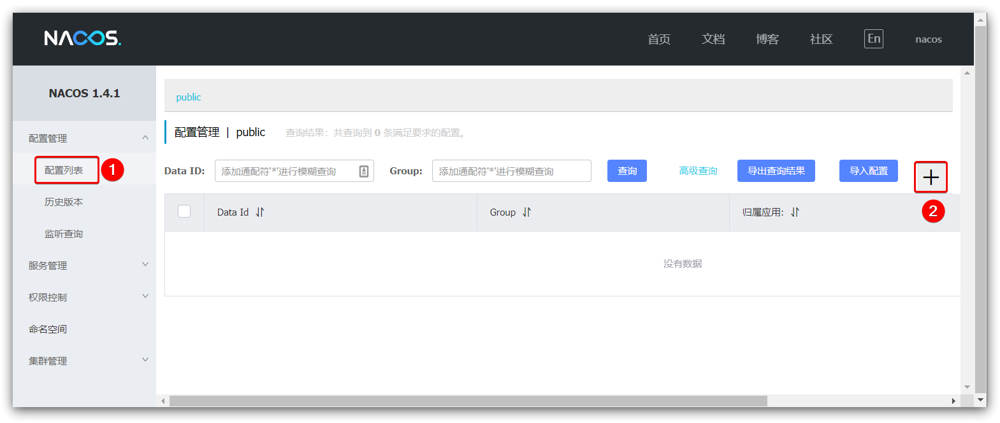 NACOS.
首页 文档 博客 社区 En nacos
NACOS 1.4.1
配置管理
配置列表 1
历史版本
监听查询
服务管理
权限控制
命名空间
集群管理
public
配置管理 | public 查询结果：共查询到 0 条满足要求的配置。
Data ID: 添加通配符'*'进行模糊查询 Group: 添加通配符'*'进行模糊查询 查询 高级查询 导出查询结果 导入配置 +
2
Data Id Group 归属应用:
没有数据